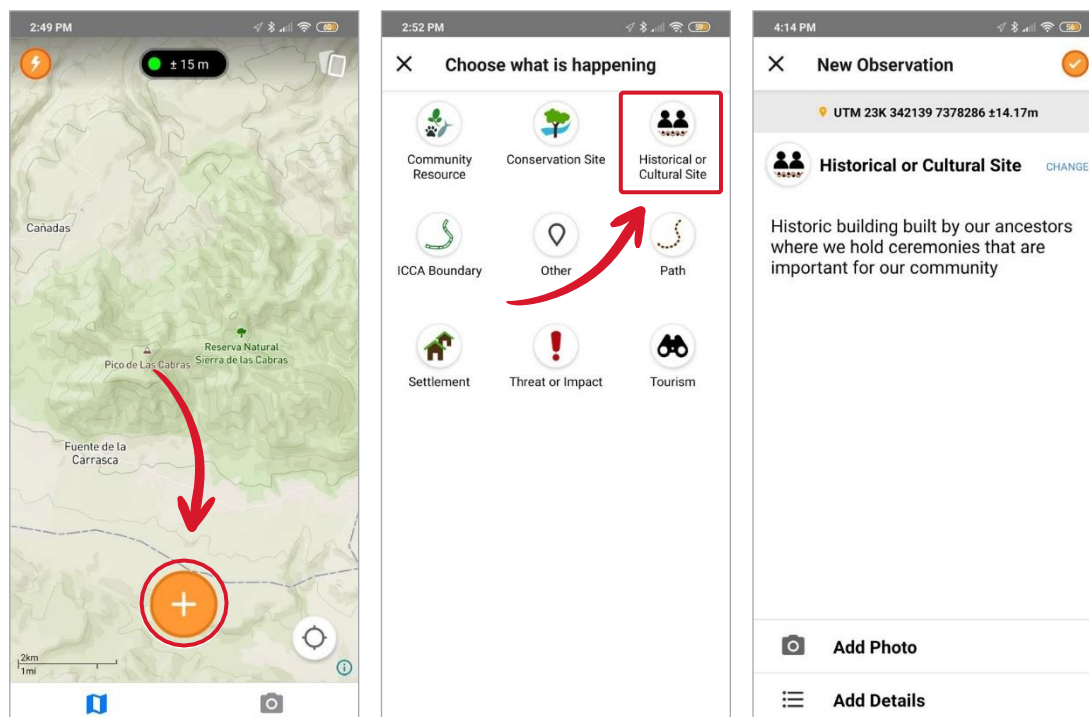 2:49 PM
60
± 15 m
Cañadas
Reserva Natural
Sierra de las Cabras
Pico de Las Cabras
Fuente de la
Carrasca
2km
1mi
2:52 PM
59
Choose what is happening
Community
Resource
Conservation Site
Historical or
Cultural Site
ICCA Boundary
Other
Path
Settlement
Threat or Impact
Tourism
4:14 PM
56
New Observation
UTM 23K 342139 7378286 ±14.17m
Historical or Cultural Site
CHANGE
Historic building built by our ancestors
where we hold ceremonies that are
important for our community
Add Photo
Add Details